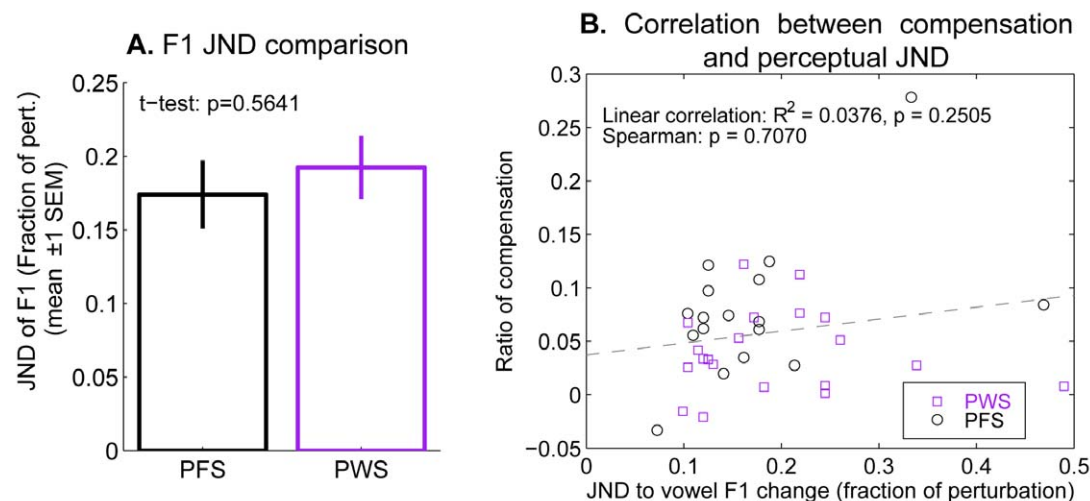 A. F1 JND comparison
t-test: p=0.5641
JND of F1 (Fraction of pert.)
(mean ±1 SEM)
0.25
0.2
0.15
0.1
0.05
0
PFS
PWS
B. Correlation between compensation
and perceptual JND
Linear correlation: R² = 0.0376, p = 0.2505
Spearman: p = 0.7070
Ratio of compensation
0.3
0.25
0.2
0.15
0.1
0.05
0
−0.05
PWS
PFS
0
0.1
0.2
0.3
0.4
0.5
JND to vowel F1 change (fraction of perturbation)